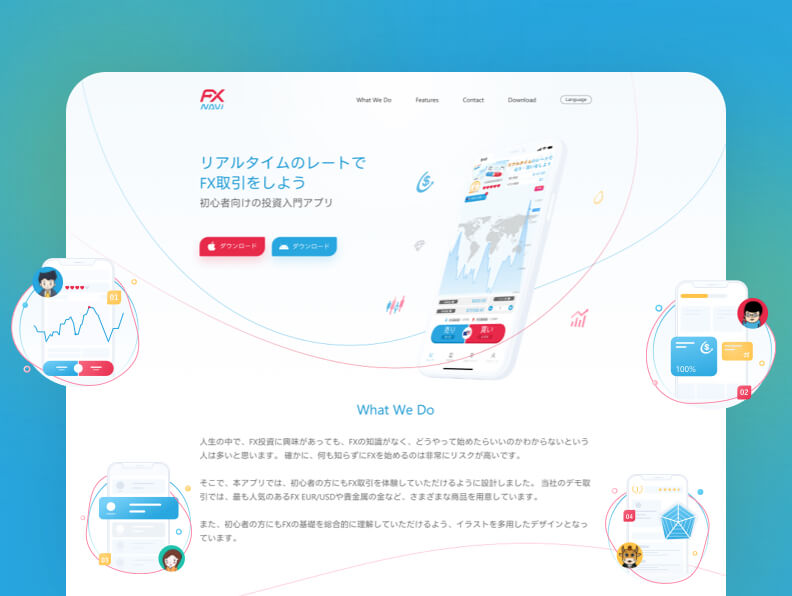 FX
NAVI
What We Do
Features
Contact
Download
Language
リアルタイムのレートで
FX取引をしよう
初心者向けの投資入門アプリ
ダウンロード
ダウンロード
売り
買い
01
100%
02
What We Do
人生の中で、FX投資に興味があっても、FXの知識がなく、どうやって始めたらいいのかわからないという
人は多いと思います。 確かに、何も知らずにFXを始めるのは非常にリスクが高いです。
そこで、本アプリでは、初心者の方にもFX取引を体験していただけるように設計しました。 当社のデモ取
引では、最も人気のあるFX EUR/USDや貴金属の金など、さまざまな商品を用意しています。
また、初心者の方にもFXの基礎を総合的に理解していただけるよう、イラストを多用したデザインとなっ
ています。
03
04